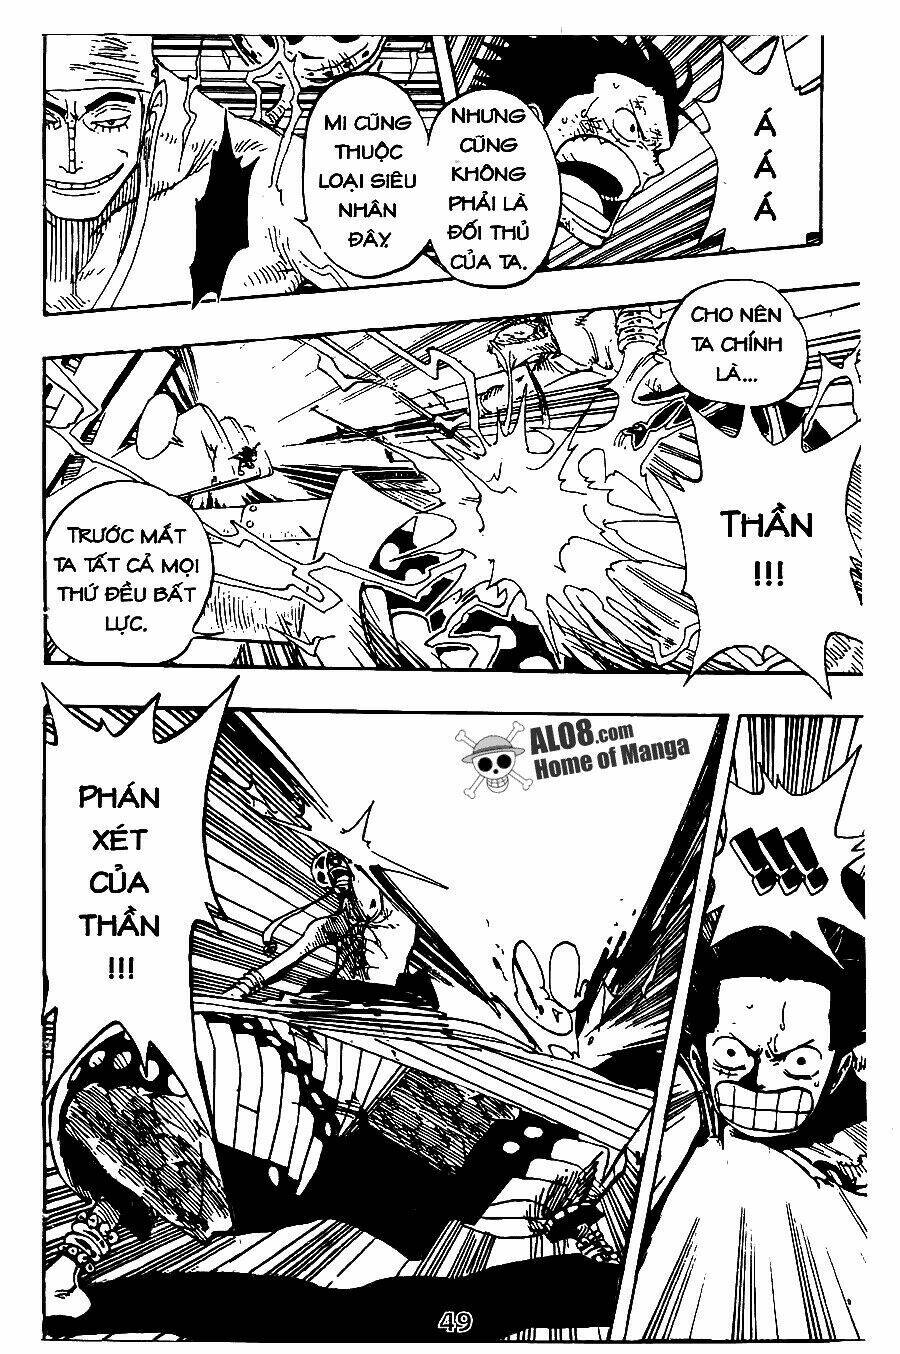 Á
Á
Á
NHƯNG
CŨNG
KHÔNG
PHẢI LÀ
ĐỐI THỦ
CỦA TA.
MI CŨNG
THUỘC
LOẠI SIÊU
NHÂN
ĐẤY.
CHO NÊN
TA CHÍNH
LÀ...
THẦN
!!!
TRƯỚC MẮT
TA TẤT CẢ MỌI
THỨ ĐỀU BẤT
LỰC.
!!!!
PHÁN
XÉT
CỦA
THẦN
!!!
ALO8.com
Home of Manga
49